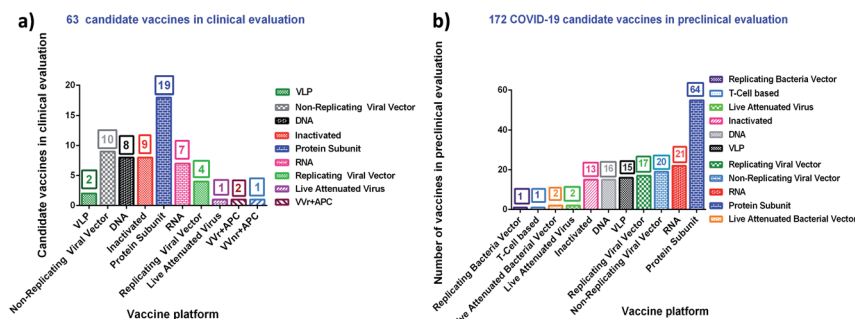 a)
63 candidate vaccines in clinical evaluation
Candidate vaccines in clinical evaluation
20
15
10
5
0
2
10
8
9
19
7
4
1
2
1
VLP
Non-Replicating Viral Vector
DNA
Inactivated
Protein Subunit
RNA
Replicating Viral Vector
Live Attenuated Virus
VVr+APC
VVnr+APC
Vaccine platform
VLP
Non-Replicating Viral Vector
DNA
Inactivated
Protein Subunit
RNA
Replicating Viral Vector
Live Attenuated Virus
VVr+APC
b)
172 COVID-19 candidate vaccines in preclinical evaluation
Number of vaccines in preclinical evaluation
60
40
20
0
1
1
2
2
13
16
15
17
20
21
64
Replicating Bacteria Vector
T-Cell based
Live Attenuated Bacterial Vector
Live Attenuated Virus
Inactivated
DNA
VLP
Replicating Viral Vector
Non-Replicating Viral Vector
RNA
Protein Subunit
Vaccine platform
Replicating Bacteria Vector
T-Cell based
Live Attenuated Virus
Inactivated
DNA
VLP
Replicating Viral Vector
Non-Replicating Viral Vector
RNA
Protein Subunit
Live Attenuated Bacterial Vector